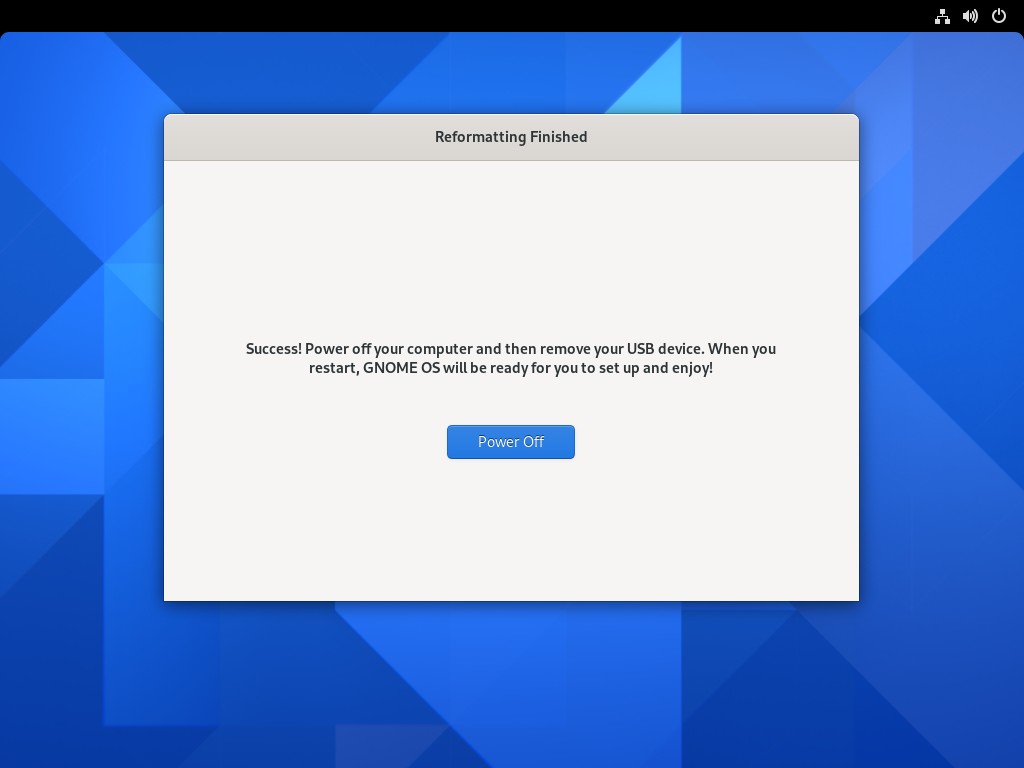 Reformatting Finished
Success! Power off your computer and then remove your USB device. When you
restart, GNOME OS will be ready for you to set up and enjoy!
Power Off